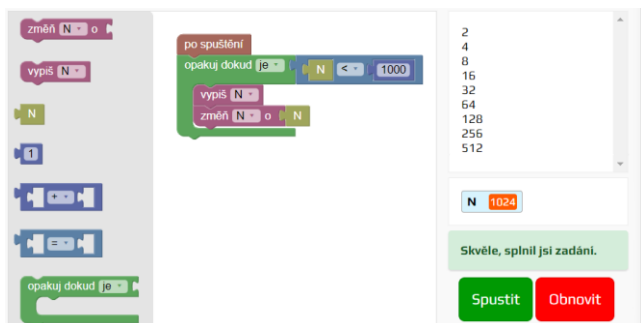 změň N o
vypiš N
N
1
+
=
opakuj dokud je
po spuštění
opakuj dokud je N < 1000
vypiš N
změň N o N
2
4
8
16
32
64
128
256
512
N 1024
Skvěle, splnil jsi zadání.
Spustit Obnovit